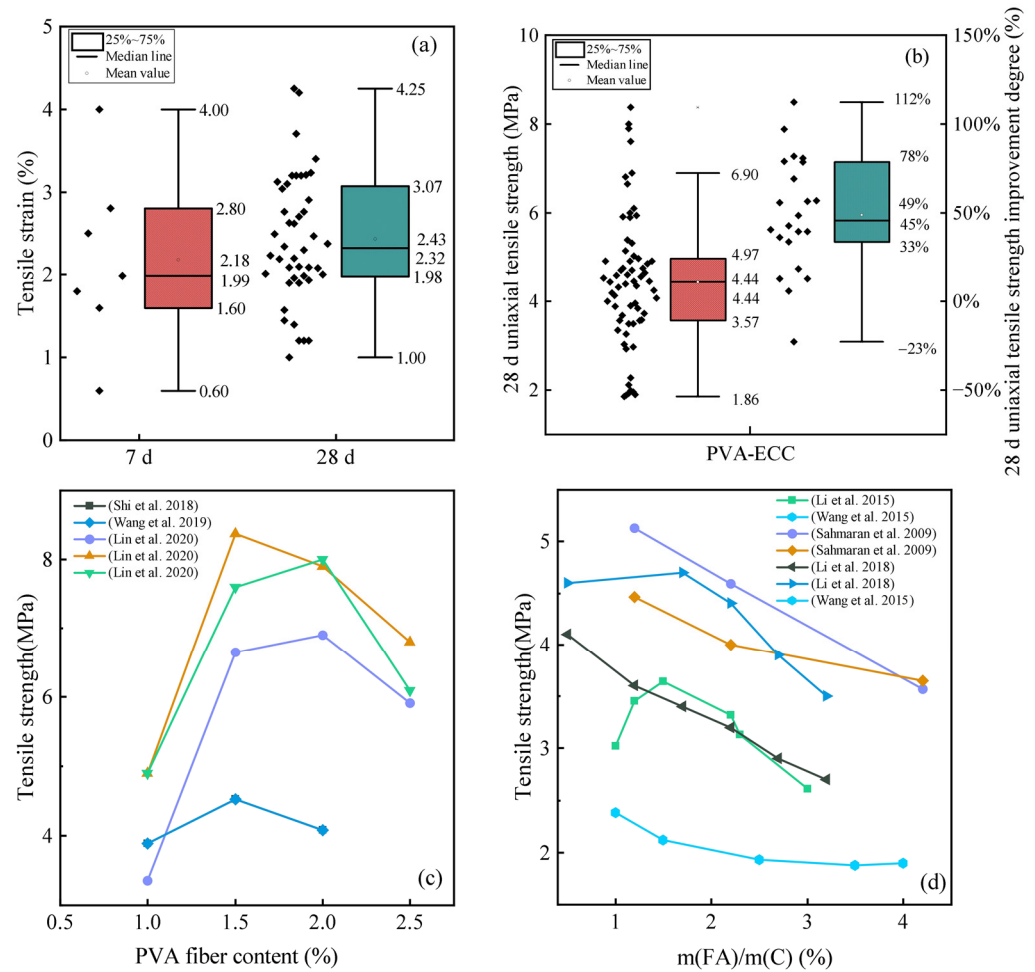 (a)
25%~75%
Median line
Mean value
5
4
3
2
1
0
Tensile strain (%)
4.00
2.80
2.18
1.99
1.60
0.60
4.25
3.07
2.43
2.32
1.98
1.00
7 d
28 d
(b)
25%~75%
Median line
Mean value
10
8
6
4
2
28 d uniaxial tensile strength (MPa)
6.90
4.97
4.44
4.44
3.57
1.86
112%
78%
49%
45%
33%
−23%
150%
100%
50%
0%
−50%
28 d uniaxial tensile strength improvement degree (%)
PVA-ECC
(Shi et al. 2018)
(Wang et al. 2019)
(Lin et al. 2020)
(Lin et al. 2020)
(Lin et al. 2020)
8
6
4
Tensile strength(MPa)
(c)
0.5
1.0
1.5
2.0
2.5
PVA fiber content (%)
(Li et al. 2015)
(Wang et al. 2015)
(Sahmaran et al. 2009)
(Sahmaran et al. 2009)
(Li et al. 2018)
(Li et al. 2018)
(Wang et al. 2015)
5
4
3
2
Tensile strength(MPa)
(d)
1
2
3
4
m(FA)/m(C) (%)